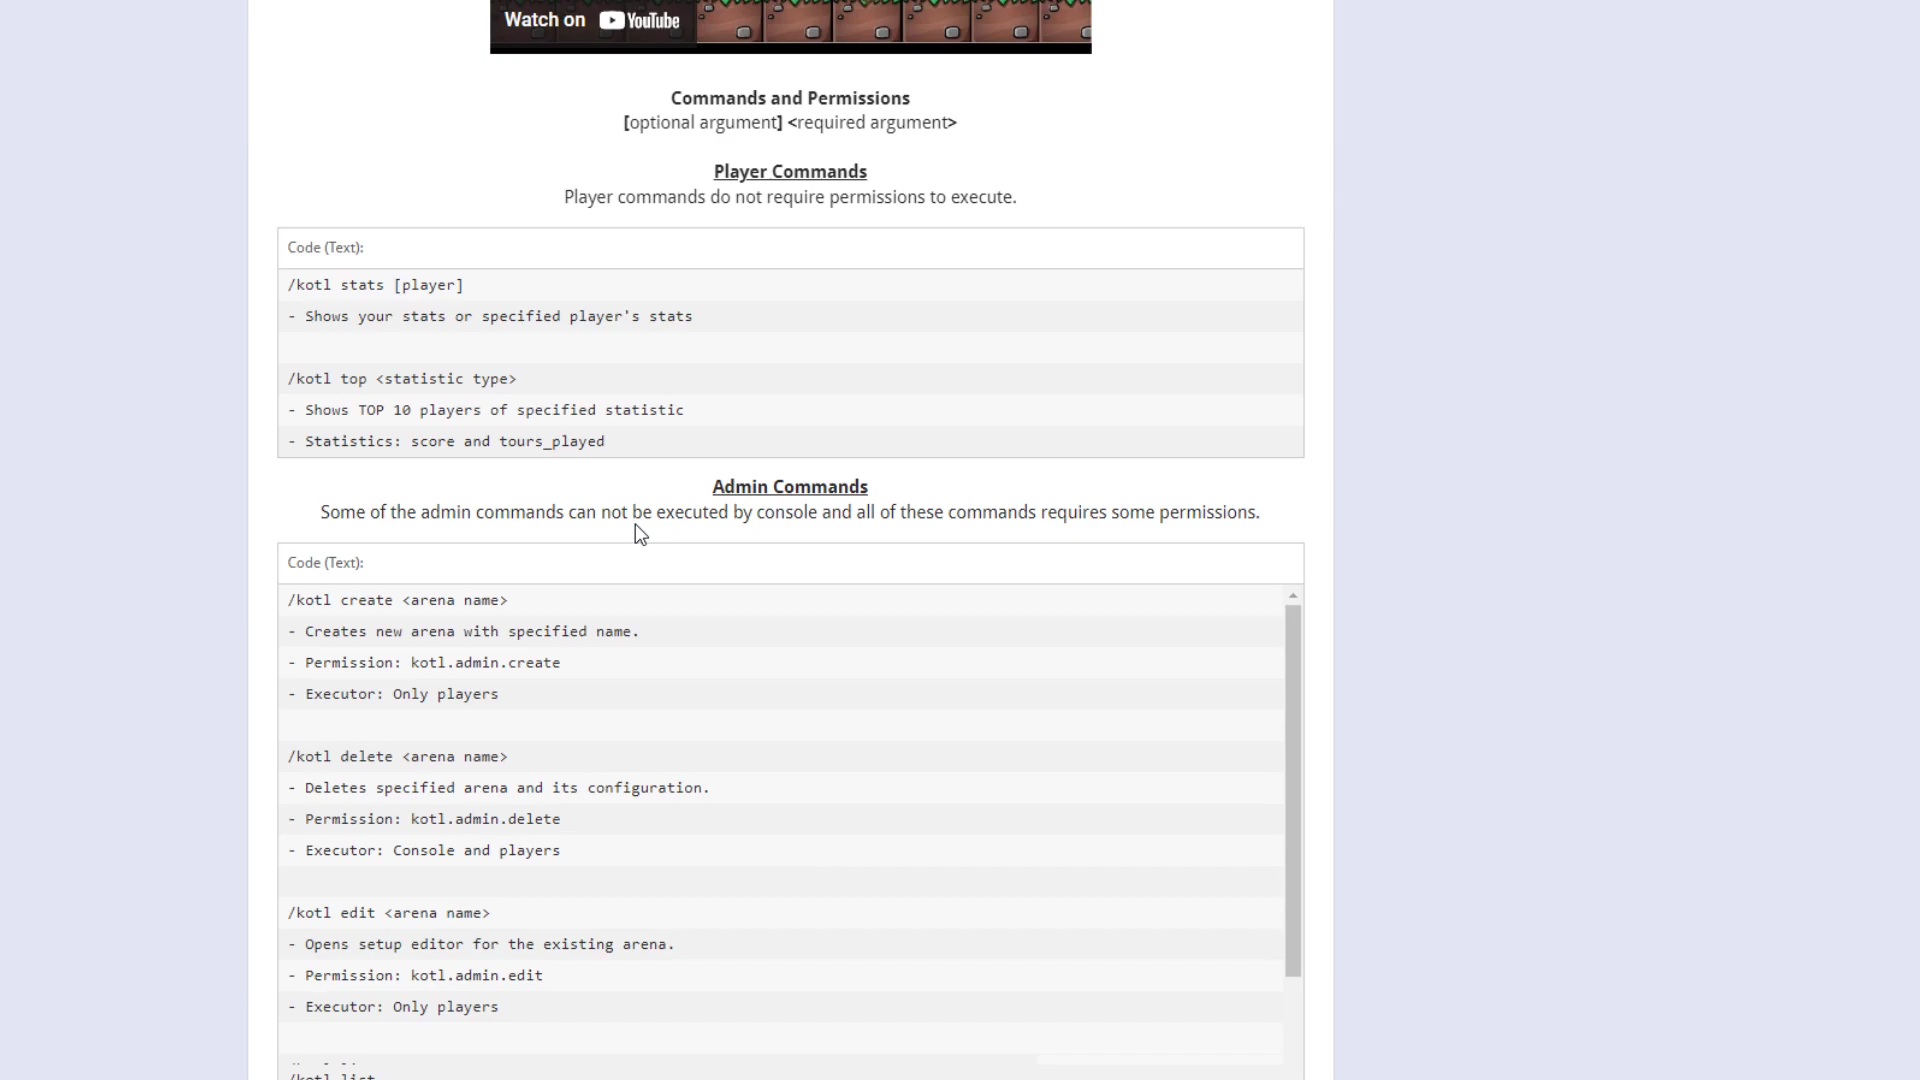 Watch on YouTube
Commands and Permissions
[optional argument] <required argument>
Player Commands
Player commands do not require permissions to execute.
Code (Text):
/kotl stats [player]
- Shows your stats or specified player's stats
/kotl top <statistic type>
- Shows TOP 10 players of specified statistic
- Statistics: score and tours_played
Admin Commands
Some of the admin commands can not be executed by console and all of these commands requires some permissions.
Code (Text):
/kotl create <arena name>
- Creates new arena with specified name.
- Permission: kotl.admin.create
- Executor: Only players
/kotl delete <arena name>
- Deletes specified arena and its configuration.
- Permission: kotl.admin.delete
- Executor: Console and players
/kotl edit <arena name>
- Opens setup editor for the existing arena.
- Permission: kotl.admin.edit
- Executor: Only players
/kotl list